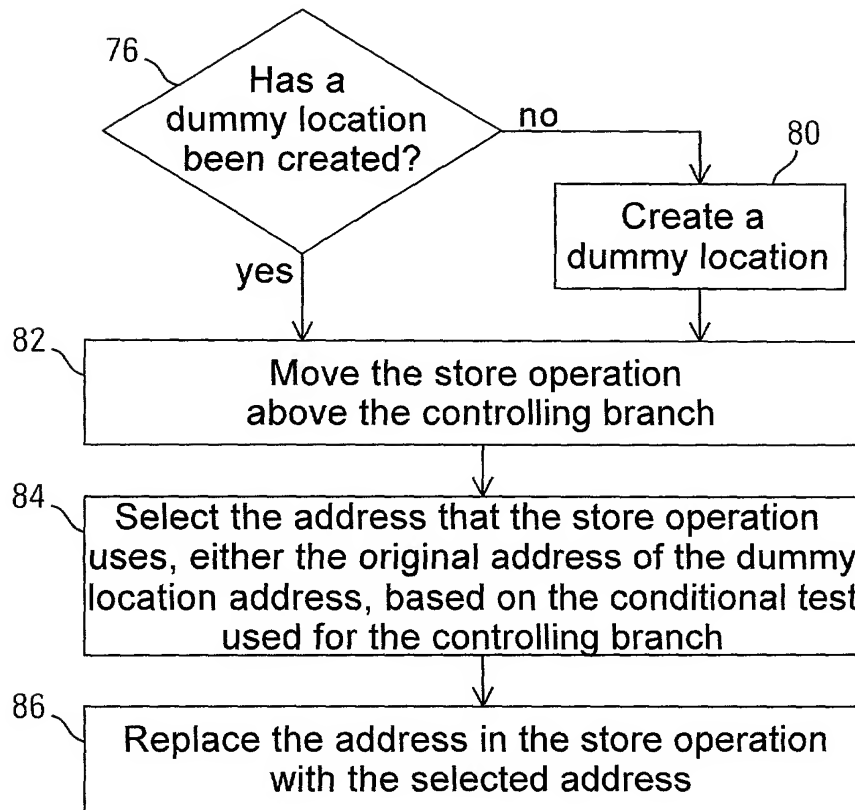 76
Has a
dummy location
been created?
no
80
Create a
dummy location
yes
82
Move the store operation
above the controlling branch
84
Select the address that the store operation
uses, either the original address of the dummy
location address, based on the conditional test
used for the controlling branch
86
Replace the address in the store operation
with the selected address